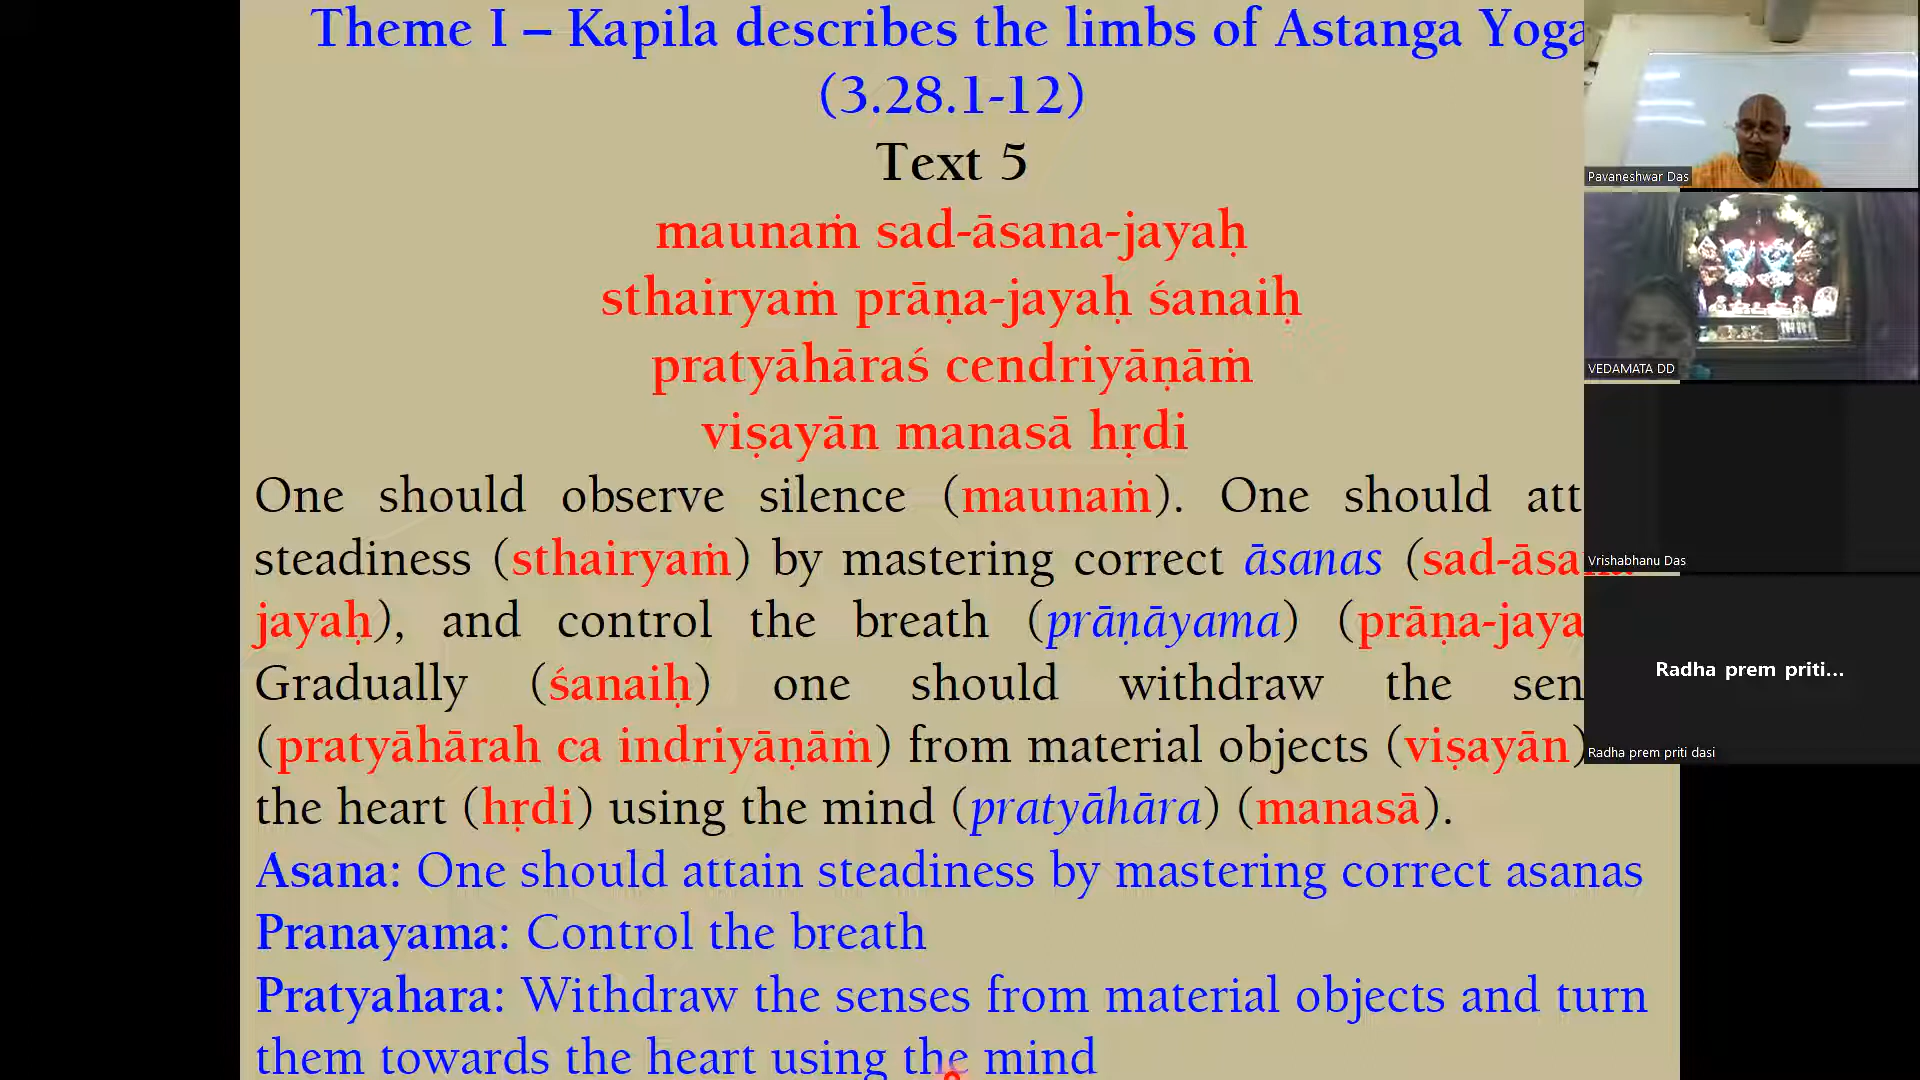 Theme I – Kapila describes the limbs of Astanga Yoga
(3.28.1-12)
Text 5
maunaṁ sad-āsana-jayaḥ
sthairyaṁ prāṇa-jayaḥ śanaiḥ
pratyāhāraś cendriyāṇāṁ
viṣayān manasā hṛdi
One should observe silence (maunaṁ). One should att
steadiness (sthairyaṁ) by mastering correct āsanas (sad-āsana-
jayaḥ), and control the breath (prāṇāyama) (prāṇa-jaya
Gradually (śanaiḥ) one should withdraw the sen
(pratyāhārah ca indriyāṇāṁ) from material objects (viṣayān)
the heart (hṛdi) using the mind (pratyāhāra) (manasā).
Asana: One should attain steadiness by mastering correct asanas
Pranayama: Control the breath
Pratyahara: Withdraw the senses from material objects and turn
them towards the heart using the mind
Pavaneshwar Das
VEDAMATA DD
Vrishabhanu Das
Radha prem priti...
Radha prem priti dasi